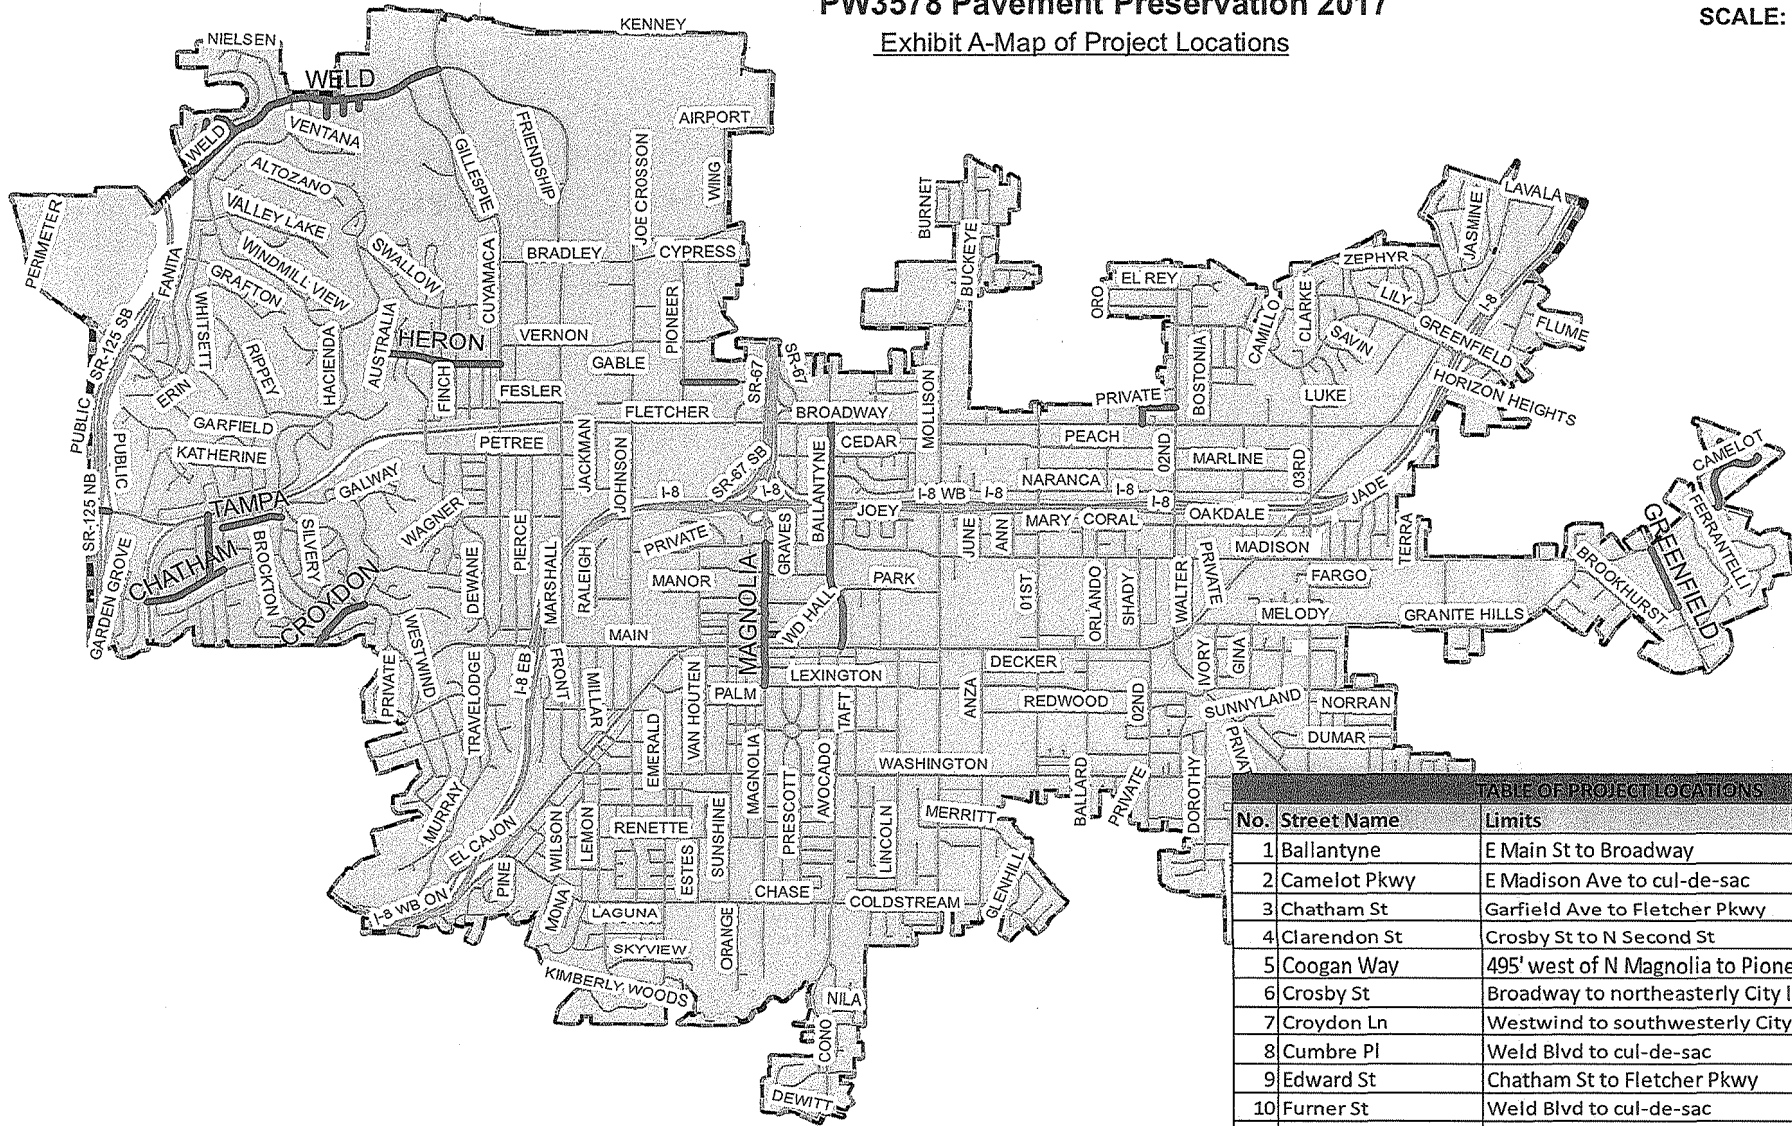 PW3578 Pavement Preservation 2017
SCALE:
Exhibit A-Map of Project Locations
KENNEY
NIELSEN
WELD
AIRPORT
WELD
VENTANA
FRIENDSHIP
GILLESPIE
JOE CROSSON
WING
ALTOZANO
PERIMETER
VALLEY LAKE
WINDMILL VIEW
SWALLOW
CUYAMACA
BRADLEY
CYPRESS
BURNET
BUCKEYE
LAVALA
JASMINE
ZEPHYR
FANITA
GRAFTON
WHITSETT
EL REY
ORO
CAMILLO
CLARKE
LILY
I-8
GREENFIELD
FLUME
SAVIN
SR-125 SB
RIPPEY
HACIENDA
AUSTRALIA
HERON
VERNON
PIONEER
GABLE
SR-67
SR-67
ERIN
FINCH
FESLER
MOLLISON
PRIVATE
BOSTONIA
LUKE
HORIZON HEIGHTS
PUBLIC
PUBLIC
GARFIELD
FLETCHER
BROADWAY
KATHERINE
PETREE
JACKMAN
JOHNSON
CEDAR
BALLANTYNE
PEACH
02ND
MARLINE
03RD
CAMELOT
GALWAY
SR-67 SB
I-8
I-8
I-8 WB
I-8
NARANCA
I-8
I-8
JADE
SR-125 NB
TAMPA
SILVERY
WAGNER
PIERCE
JOEY
MARY
CORAL
OAKDALE
FERRANTELLI
GREENFIELD
CHATHAM
BROCKTON
DEWANE
MARSHALL
RALEIGH
PRIVATE
MAGNOLIA
GRAVES
JUNE
ANN
MADISON
TERRA
BROOKHURST
MANOR
PARK
01ST
ORLANDO
SHADY
WALTER
PRIVATE
FARGO
GARDEN GROVE
CROYDON
WESTWIND
MAIN
WD HALL
MELODY
GRANITE HILLS
PRIVATE
TRAVELODGE
I-8 EB
FRONT
MILLAR
VAN HOUTEN
PALM
LEXINGTON
DECKER
IVORY
GINA
EMERALD
TAFT
ANZA
REDWOOD
02ND
SUNNYLAND
NORRAN
DUMAR
MAGNOLIA
PRESCOTT
AVOCADO
WASHINGTON
BALLARD
PRIVATE
DOROTHY
MURRAY
EL CAJON
WILSON
LEMON
RENETTE
ESTES
SUNSHINE
LINCOLN
MERRITT
PINE
I-8 WB ON
MONA
LAGUNA
CHASE
COLDSTREAM
GLENHILL
SKYVIEW
ORANGE
KIMBERLY WOODS
NILA
CONO
DEWITT
TABLE OF PROJECT LOCATIONS
No. Street Name Limits
1 Ballantyne E Main St to Broadway
2 Camelot Pkwy E Madison Ave to cul-de-sac
3 Chatham St Garfield Ave to Fletcher Pkwy
4 Clarendon St Crosby St to N Second St
5 Coogan Way 495' west of N Magnolia to Pione
6 Crosby St Broadway to northeasterly City l
7 Croydon Ln Westwind to southwesterly City
8 Cumbre Pl Weld Blvd to cul-de-sac
9 Edward St Chatham St to Fletcher Pkwy
10 Furner St Weld Blvd to cul-de-sac